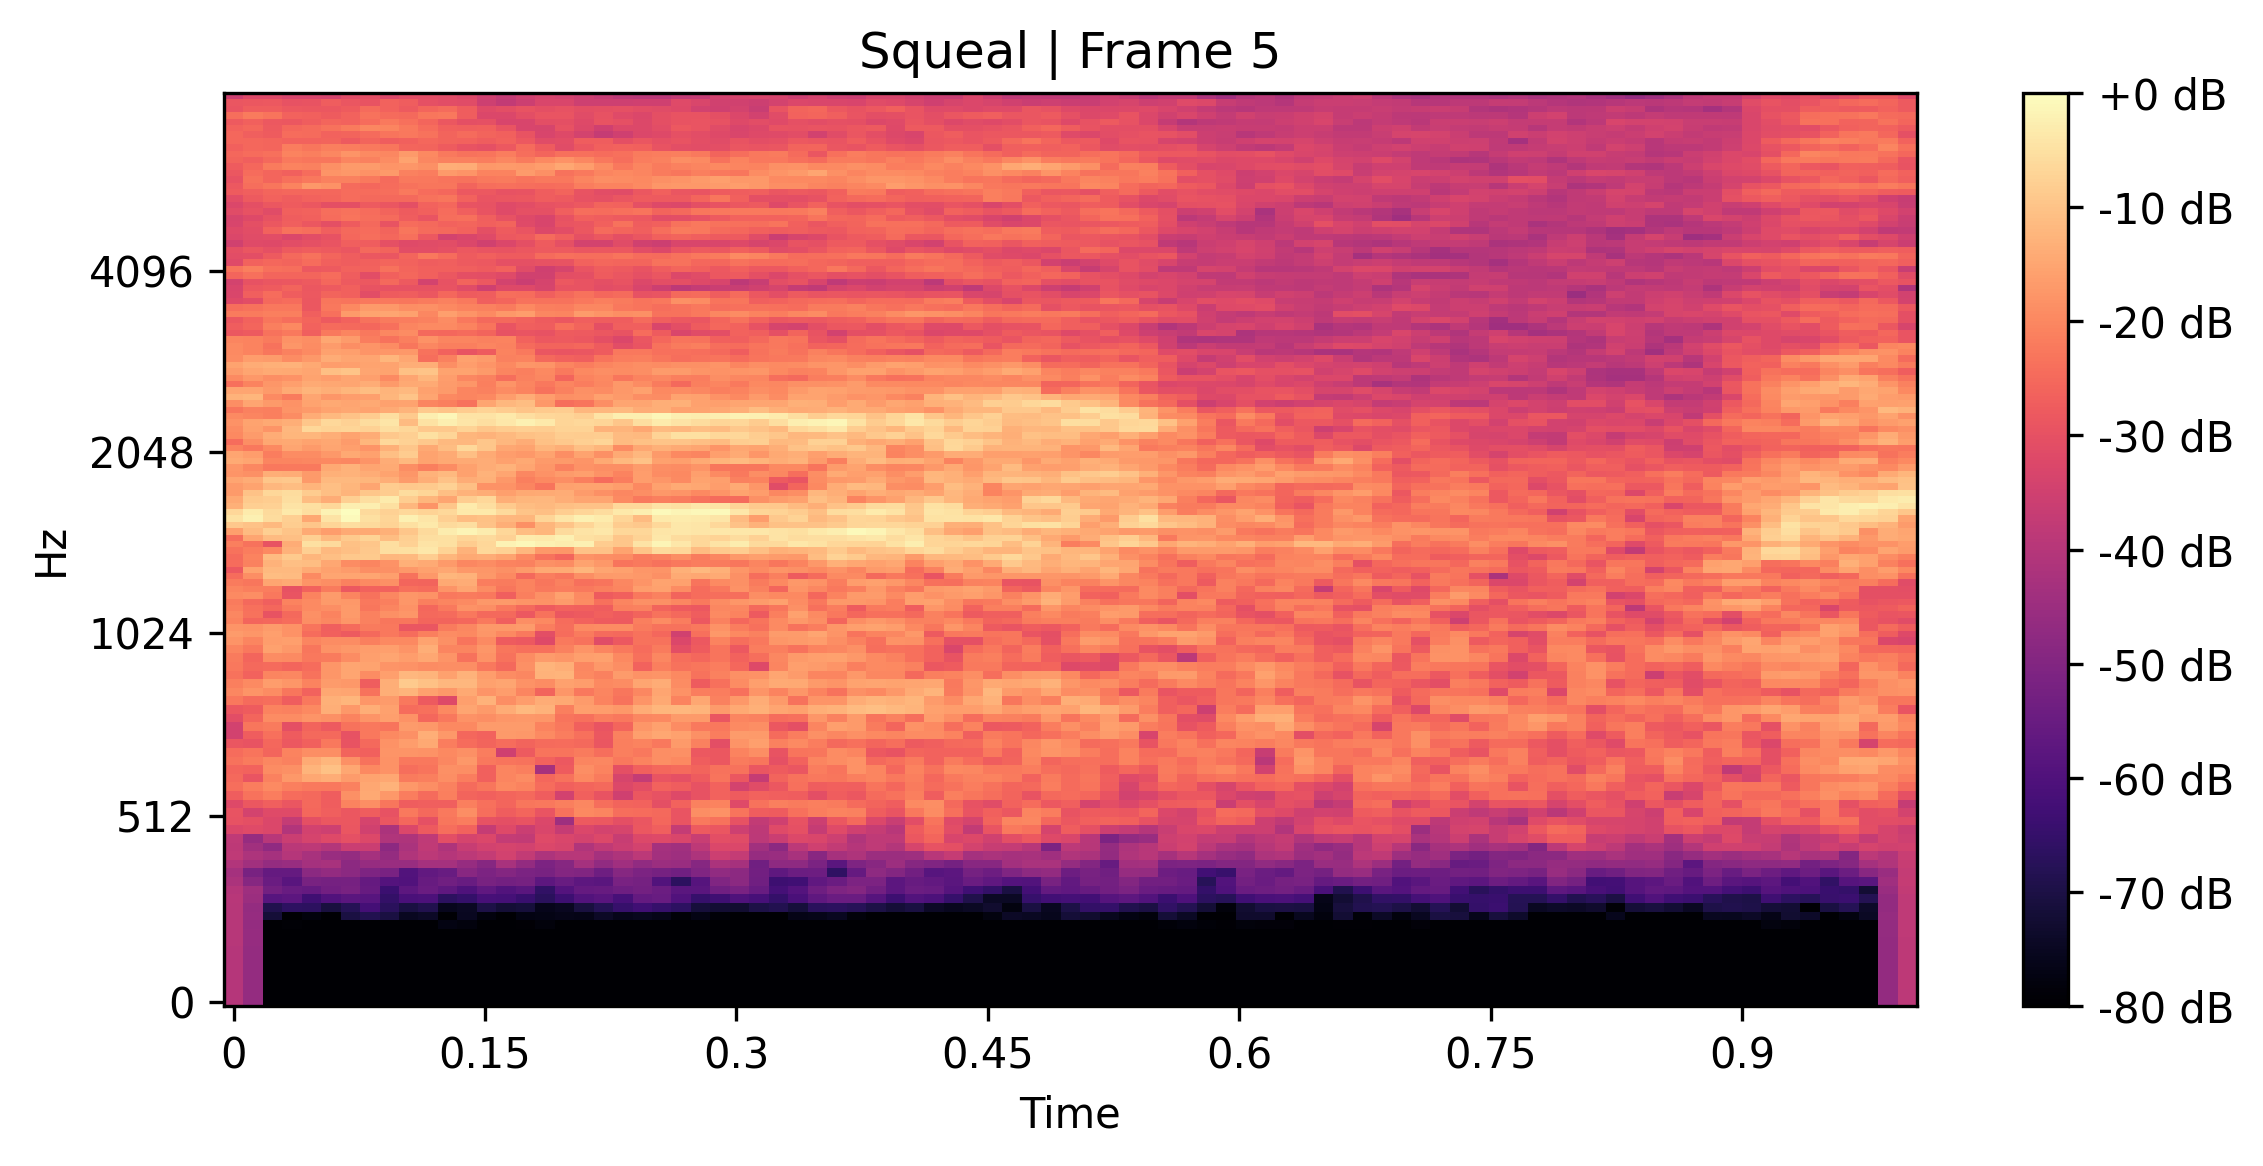 Squeal | Frame 5
+0 dB
-10 dB
-20 dB
-30 dB
-40 dB
-50 dB
-60 dB
-70 dB
-80 dB
Hz
4096
2048
1024
512
0
0 0.15 0.3 0.45 0.6 0.75 0.9
Time